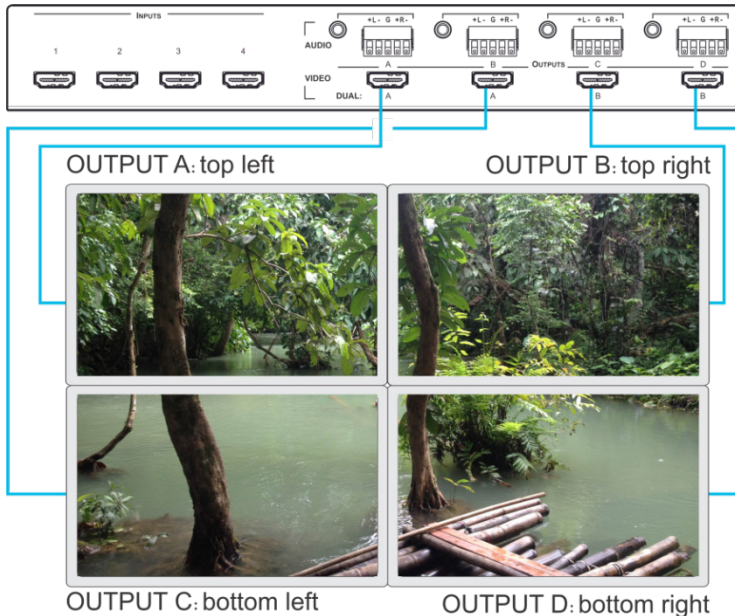 INPUTS
1 2 3 4
AUDIO
+L- G +R- +L- G +R- +L- G +R- +L- G +R-
A B OUTPUTS C D
VIDEO
DUAL: A A B B
OUTPUT A: top left
OUTPUT B: top right
OUTPUT C: bottom left
OUTPUT D: bottom right